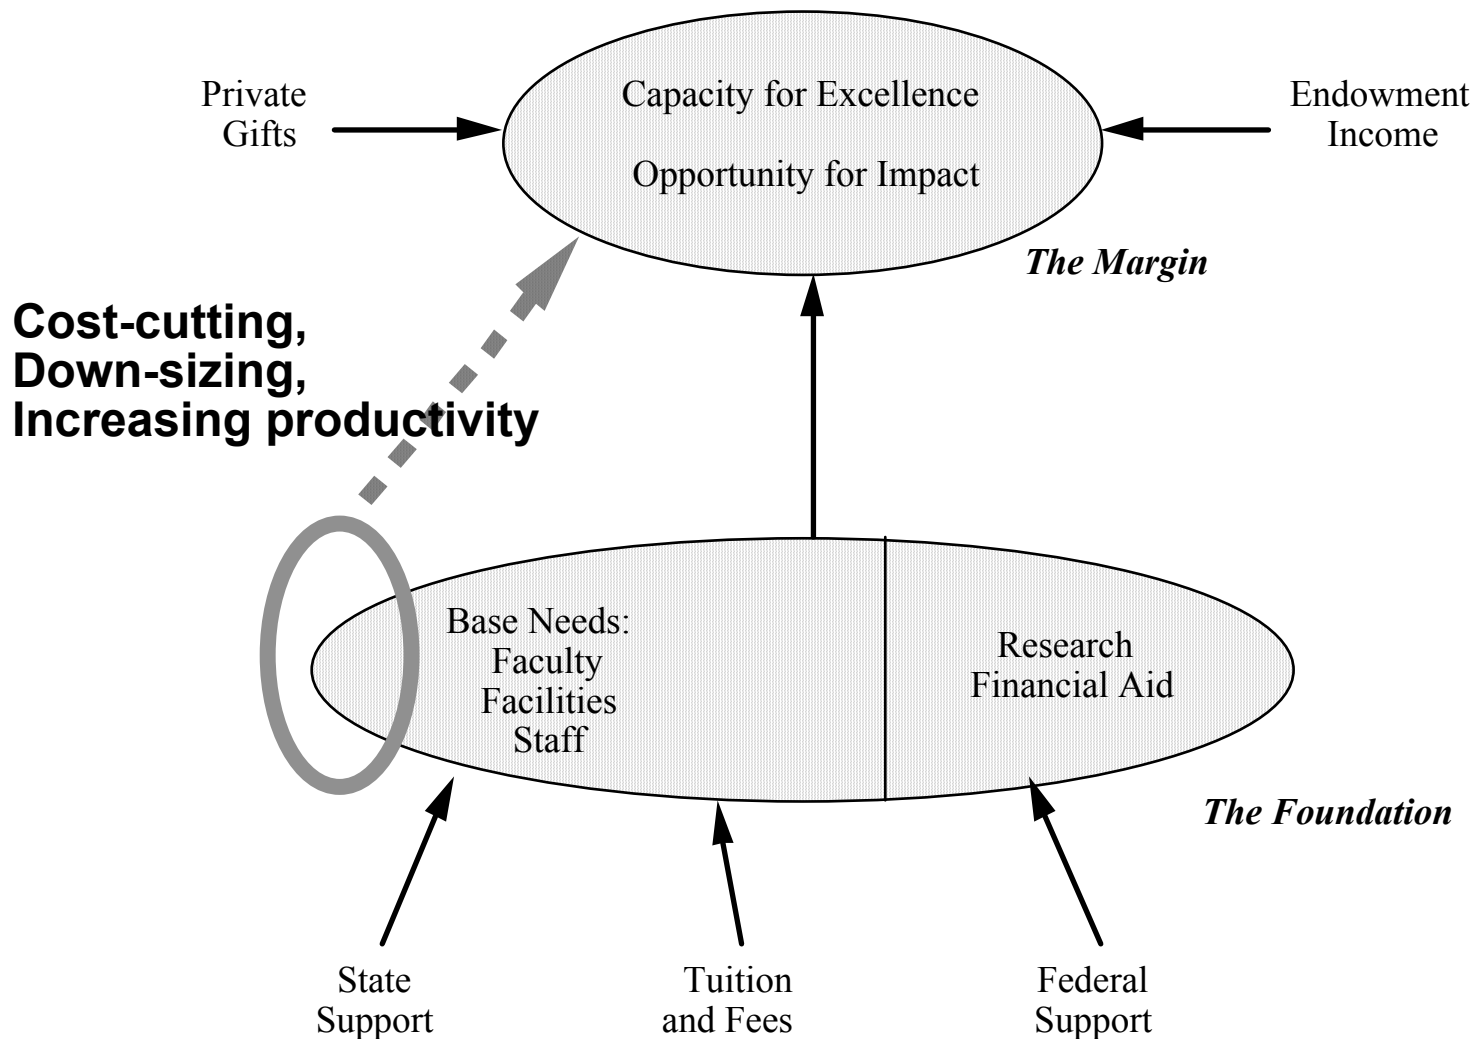 Private
Gifts
Capacity for Excellence
Opportunity for Impact
Endowment
Income
The Margin
Cost-cutting,
Down-sizing,
Increasing productivity
Base Needs:
Faculty
Facilities
Staff
Research
Financial Aid
The Foundation
State
Support
Tuition
and Fees
Federal
Support